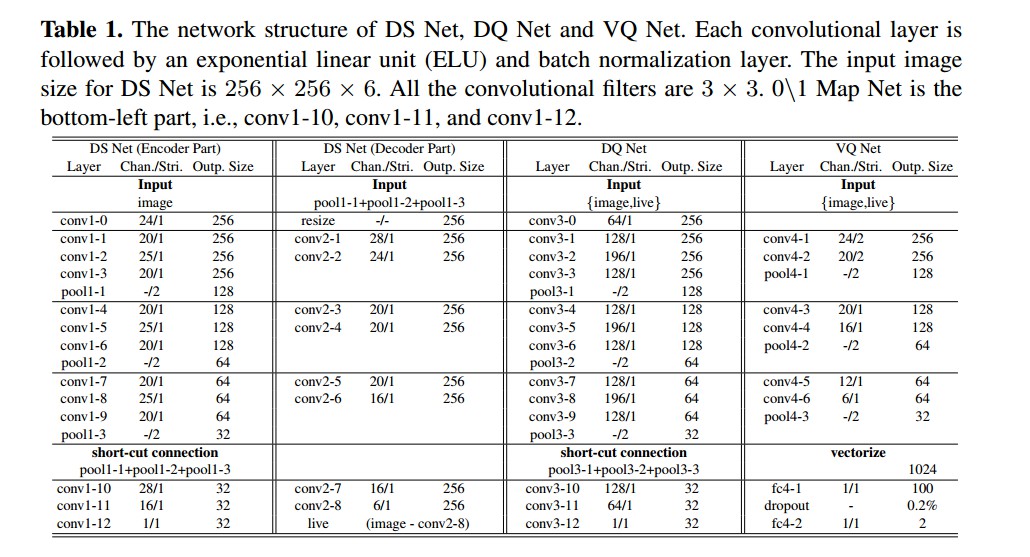 Table 1. The network structure of DS Net, DQ Net and VQ Net. Each convolutional layer is
followed by an exponential linear unit (ELU) and batch normalization layer. The input image
size for DS Net is 256 × 256 × 6. All the convolutional filters are 3 × 3. 0\1 Map Net is the
bottom-left part, i.e., conv1-10, conv1-11, and conv1-12.
DS Net (Encoder Part) DS Net (Decoder Part) DQ Net VQ Net
Layer Chan./Stri. Outp. Size Layer Chan./Stri. Outp. Size Layer Chan./Stri. Outp. Size Layer Chan./Stri. Outp. Size
Input Input Input Input
image pool1-1+pool1-2+pool1-3 {image,live} {image,live}
conv1-0 24/1 256 resize -/- 256 conv3-0 64/1 256
conv1-1 20/1 256 conv2-1 28/1 256 conv3-1 128/1 256 conv4-1 24/2 256
conv1-2 25/1 256 conv2-2 24/1 256 conv3-2 196/1 256 conv4-2 20/2 256
conv1-3 20/1 256 conv3-3 128/1 256 pool4-1 -/2 128
pool1-1 -/2 128 pool3-1 -/2 128
conv1-4 20/1 128 conv2-3 20/1 256 conv3-4 128/1 128 conv4-3 20/1 128
conv1-5 25/1 128 conv2-4 20/1 256 conv3-5 196/1 128 conv4-4 16/1 128
conv1-6 20/1 128 conv3-6 128/1 128 pool4-2 -/2 64
pool1-2 -/2 64 pool3-2 -/2 64
conv1-7 20/1 64 conv2-5 20/1 256 conv3-7 128/1 64 conv4-5 12/1 64
conv1-8 25/1 64 conv2-6 16/1 256 conv3-8 196/1 64 conv4-6 6/1 64
conv1-9 20/1 64 conv3-9 128/1 64 pool4-3 -/2 32
pool1-3 -/2 32 pool3-3 -/2 32
short-cut connection short-cut connection vectorize
pool1-1+pool1-2+pool1-3 pool3-1+pool3-2+pool3-3 1024
conv1-10 28/1 32 conv2-7 16/1 256 conv3-10 128/1 32 fc4-1 1/1 100
conv1-11 16/1 32 conv2-8 6/1 256 conv3-11 64/1 32 dropout - 0.2%
conv1-12 1/1 32 live (image - conv2-8) conv3-12 1/1 32 fc4-2 1/1 2